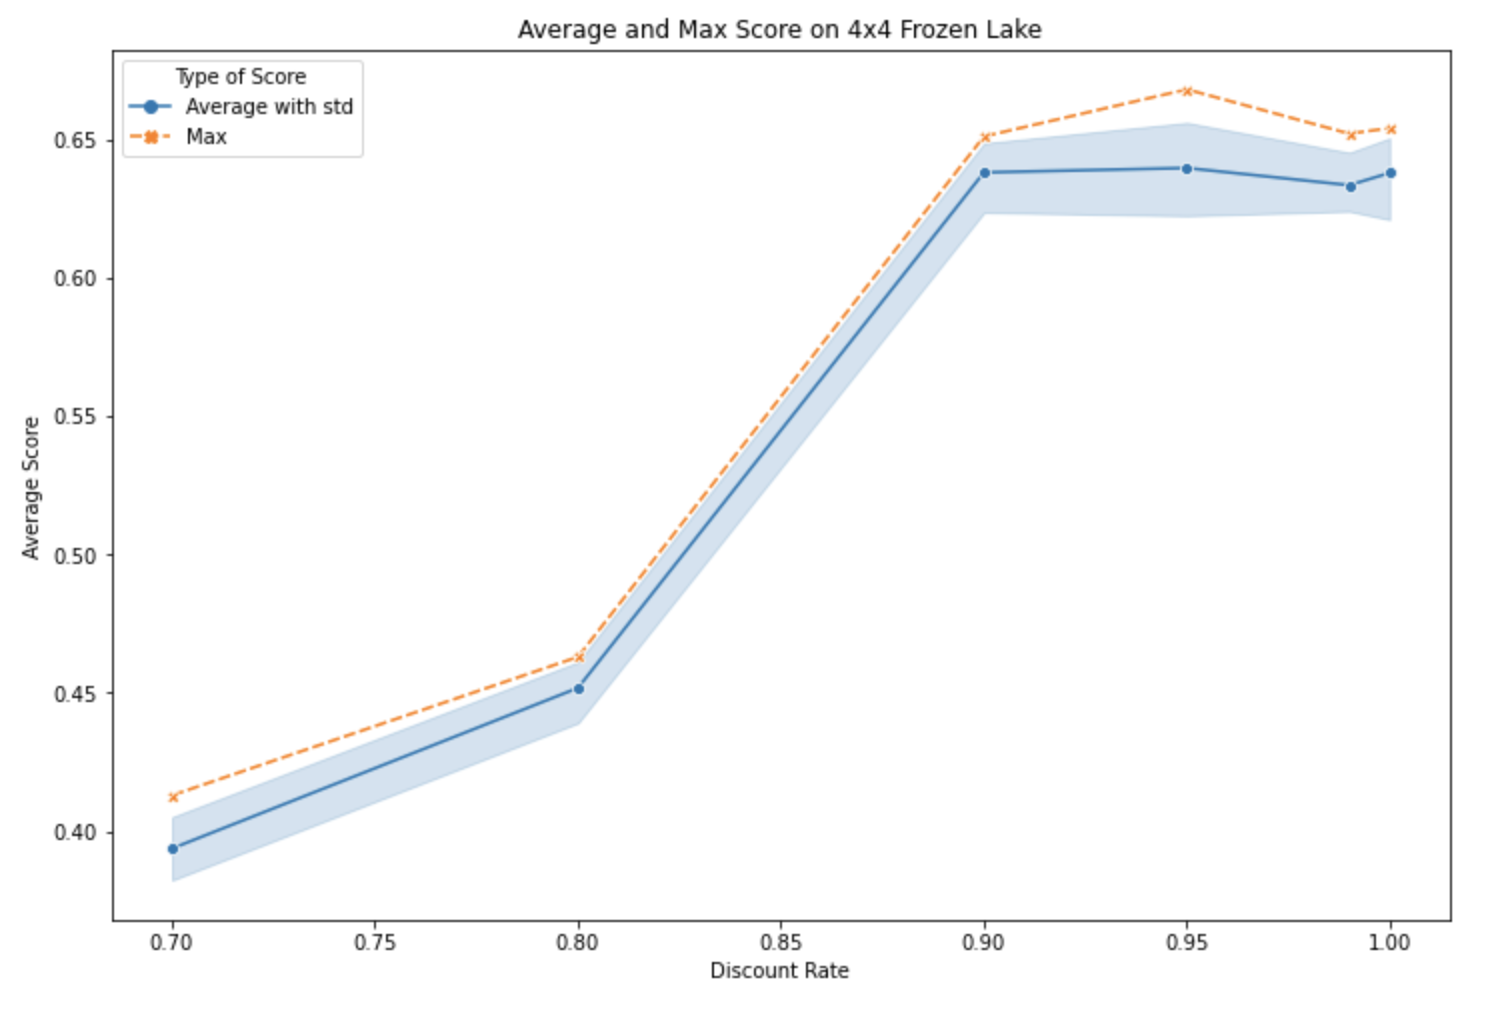 Average and Max Score on 4x4 Frozen Lake
Type of Score
Average with std
Max
Average Score
0.65
0.60
0.55
0.50
0.45
0.40
0.70 0.75 0.80 0.85 0.90 0.95 1.00
Discount Rate